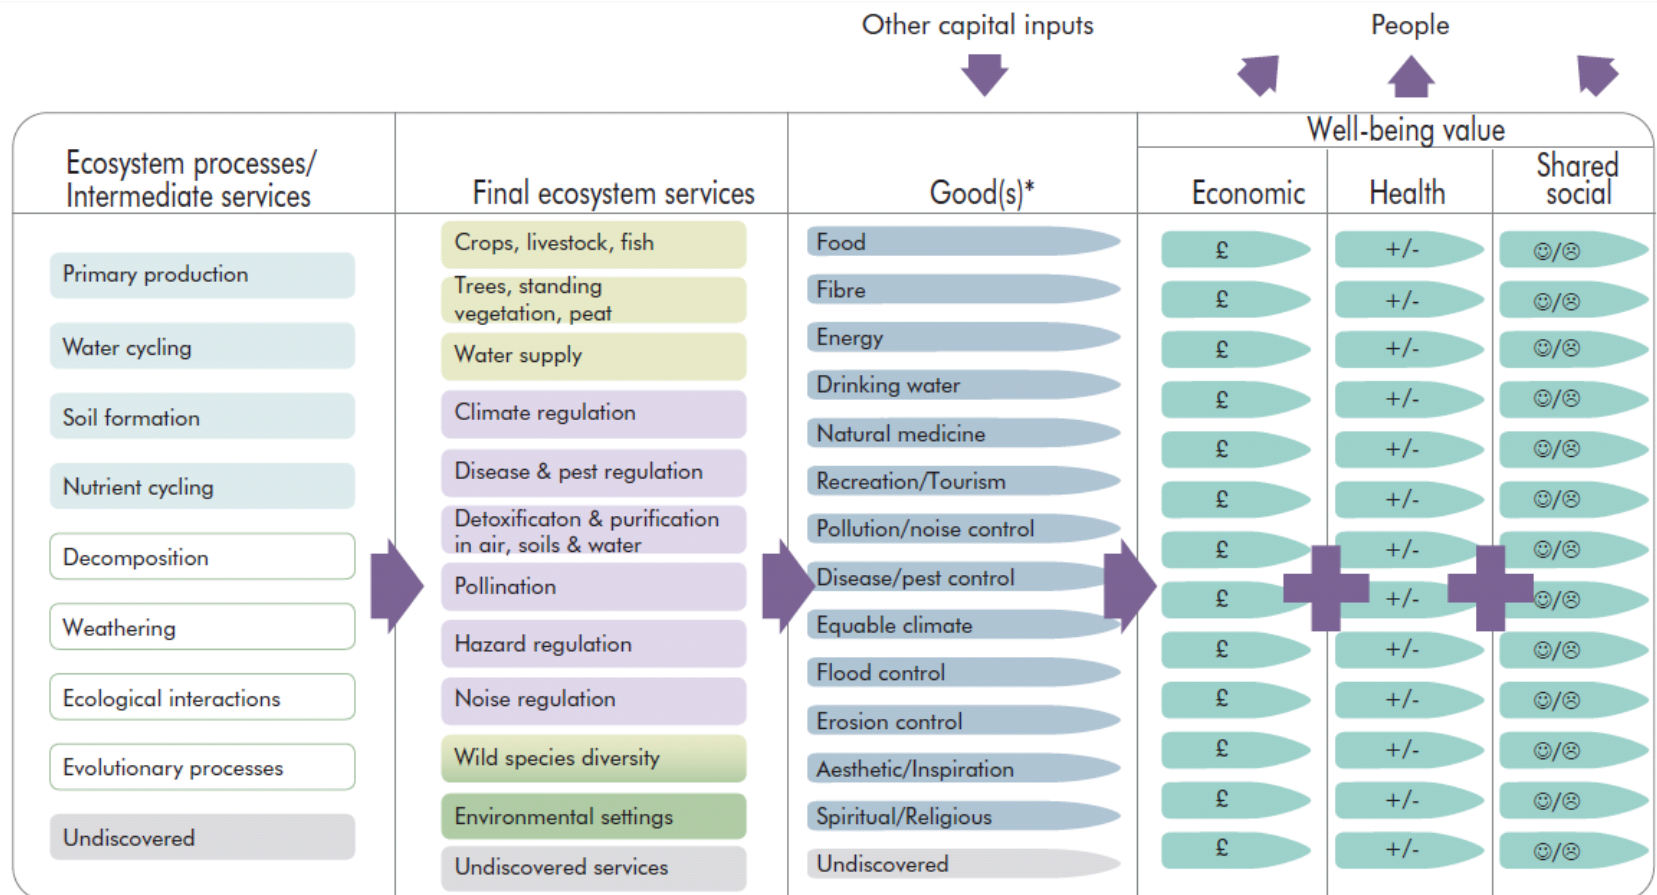 Other capital inputs
People
Ecosystem processes/
Intermediate services
Final ecosystem services
Good(s)*
Well-being value
Economic
Health
Shared
social
Primary production
Water cycling
Soil formation
Nutrient cycling
Decomposition
Weathering
Ecological interactions
Evolutionary processes
Undiscovered
Crops, livestock, fish
Trees, standing
vegetation, peat
Water supply
Climate regulation
Disease & pest regulation
Detoxificaton & purification
in air, soils & water
Pollination
Hazard regulation
Noise regulation
Wild species diversity
Environmental settings
Undiscovered services
Food
Fibre
Energy
Drinking water
Natural medicine
Recreation/Tourism
Pollution/noise control
Disease/pest control
Equable climate
Flood control
Erosion control
Aesthetic/Inspiration
Spiritual/Religious
Undiscovered
£ +/- ☺/☹
£ +/- ☺/☹
£ +/- ☺/☹
£ +/- ☺/☹
£ +/- ☺/☹
£ +/- ☺/☹
£ +/- ☺/☹
£ +/- ☺/☹
£ +/- ☺/☹
£ +/- ☺/☹
£ +/- ☺/☹
£ +/- ☺/☹
£ +/- ☺/☹